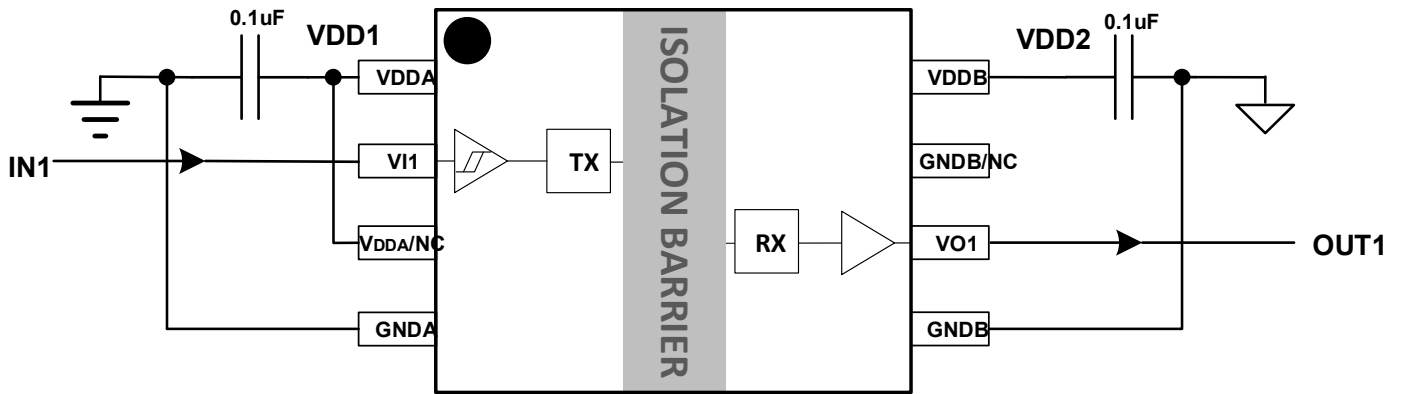 0.1uF
VDD1
VDD2
0.1uF
VDDA
VDDB
IN1
VI1
TX
GNDB/NC
VDDA/NC
RX
VO1
OUT1
GNDA
GNDB
ISOLATION BARRIER